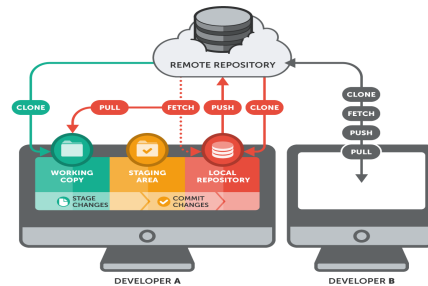 REMOTE REPOSITORY
CLONE
PULL
FETCH
PUSH
CLONE
CLONE
FETCH
PUSH
PULL
WORKING
COPY
STAGING
AREA
LOCAL
REPOSITORY
STAGE
CHANGES
COMMIT
CHANGES
DEVELOPER A
DEVELOPER B